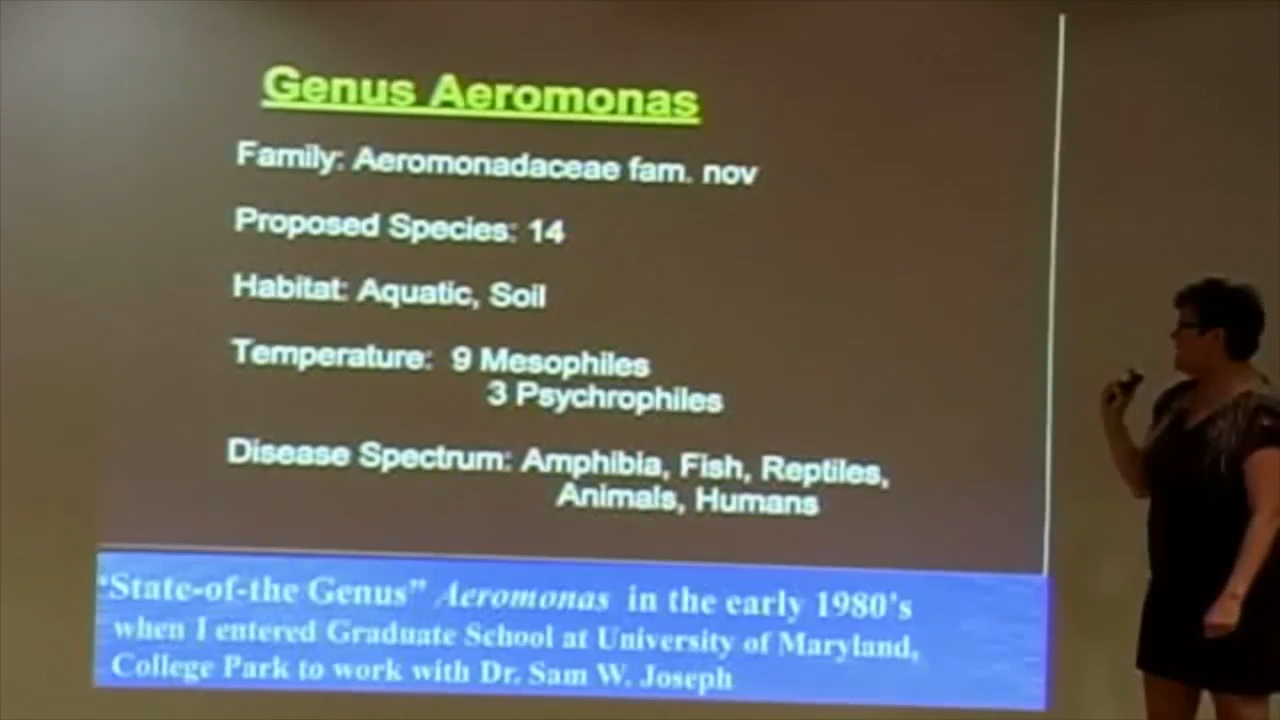 Genus Aeromonas
Family: Aeromonadaceae fam. nov
Proposed Species: 14
Habitat: Aquatic, Soil
Temperature: 9 Mesophiles
3 Psychrophiles
Disease Spectrum: Amphibia, Fish, Reptiles,
Animals, Humans
"State-of-the Genus" Aeromonas in the early 1980's
when I entered Graduate School at University of Maryland,
College Park to work with Dr. Sam W. Joseph